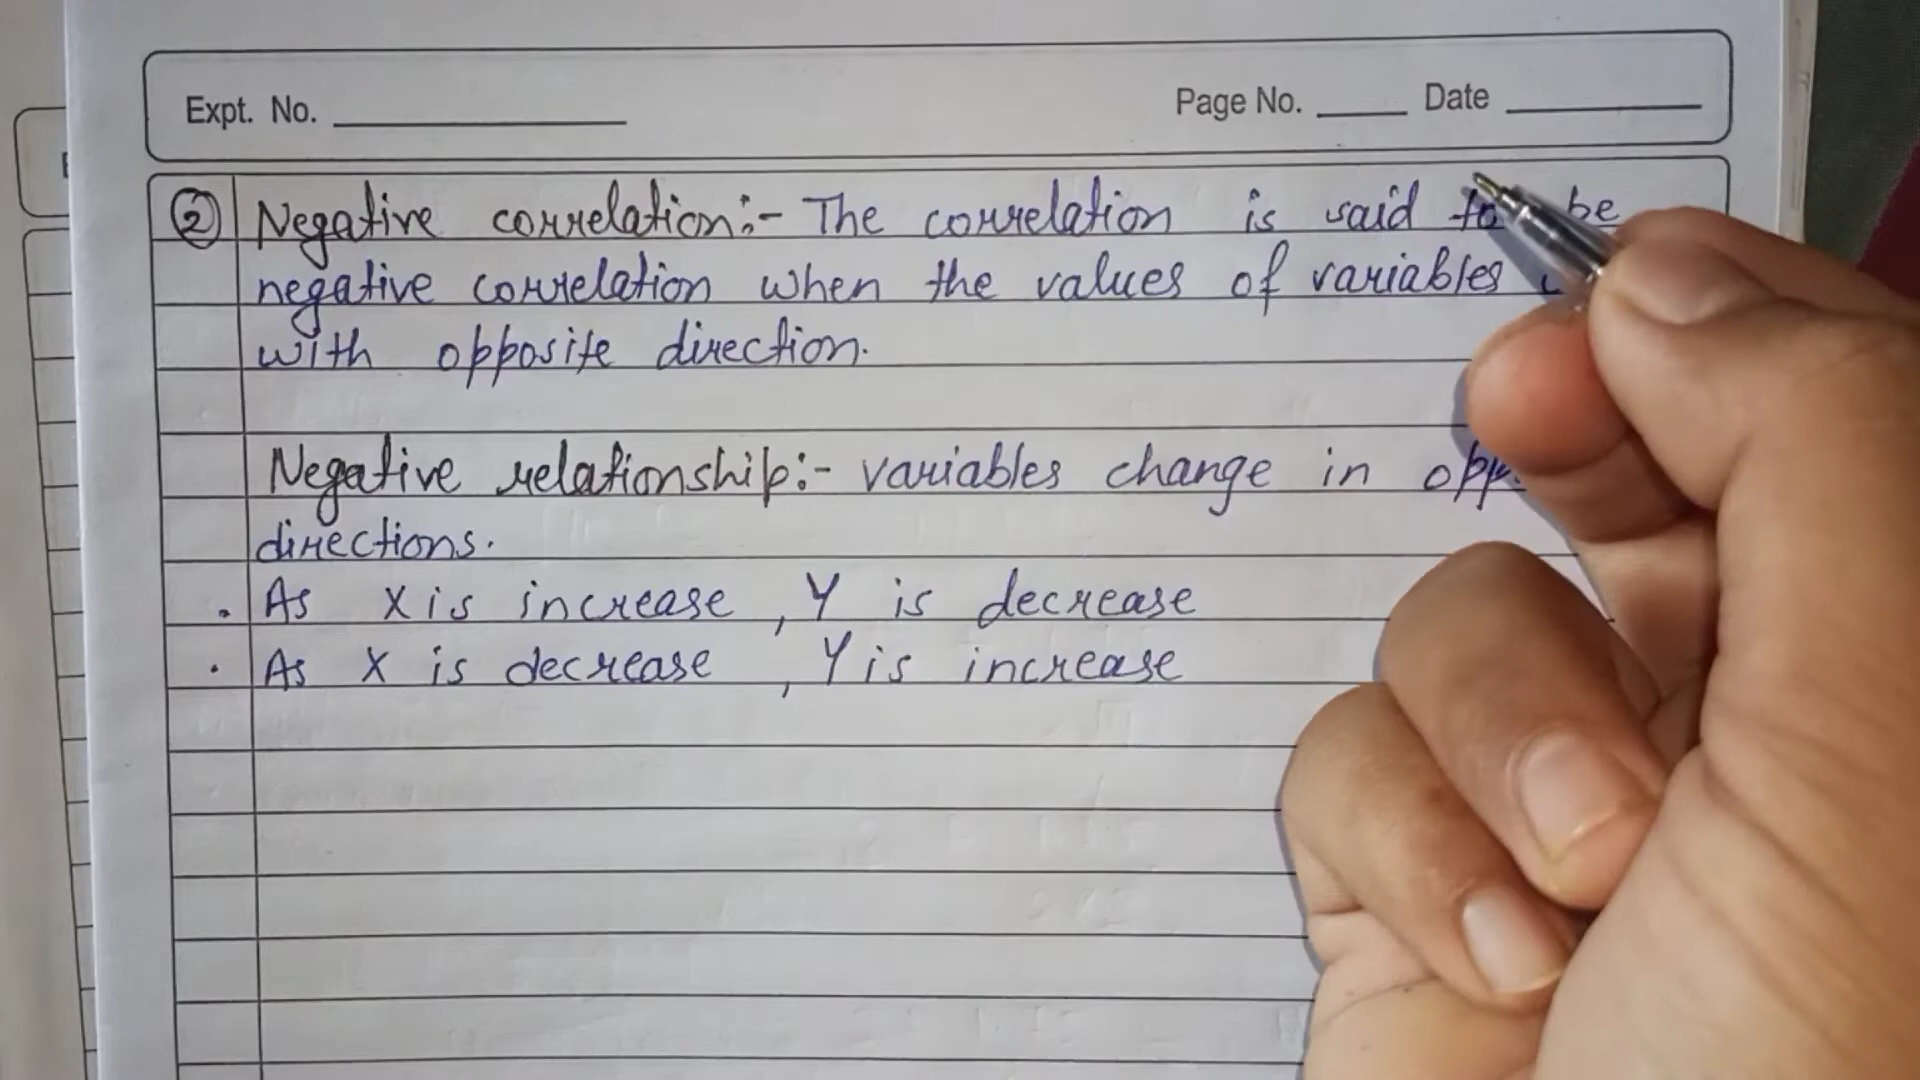 Expt. No.
Page No. Date
② Negative correlation:- The correlation is said to be
negative correlation when the values of variables
with opposite direction.
Negative relationship:- variables change in
directions.
. As X is increase , Y is decrease
. As X is decrease , Y is increase